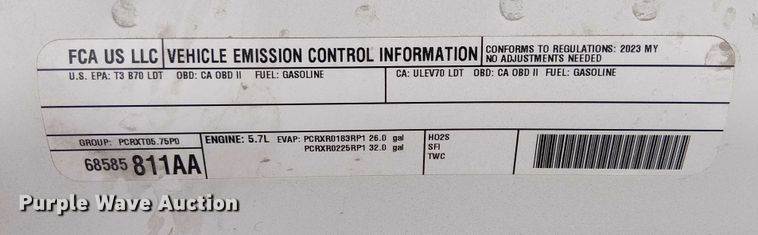 FCA US LLC VEHICLE EMISSION CONTROL INFORMATION CONFORMS TO REGULATIONS: 2023 MY
NO ADJUSTMENTS NEEDED
U.S. EPA: T3 B70 LDT OBD: CA OBD II FUEL: GASOLINE CA: ULEV70 LDT OBD: CA OBD II FUEL: GASOLINE
GROUP: PCRXT05.75P0 ENGINE: 5.7L EVAP: PCRXR0183RP1 26.0 gal HO2S
PCRXR0225RP1 32.0 gal SFI
68585 811AA TWC
Purple Wave Auction